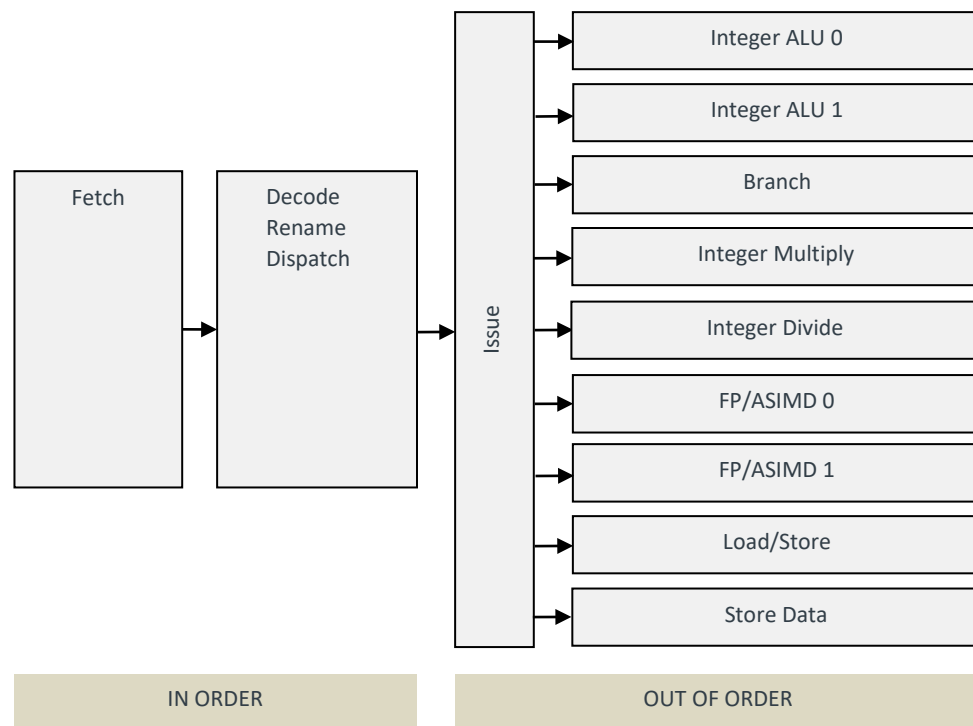 Fetch
Decode
Rename
Dispatch
Issue
Integer ALU 0
Integer ALU 1
Branch
Integer Multiply
Integer Divide
FP/ASIMD 0
FP/ASIMD 1
Load/Store
Store Data
IN ORDER
OUT OF ORDER